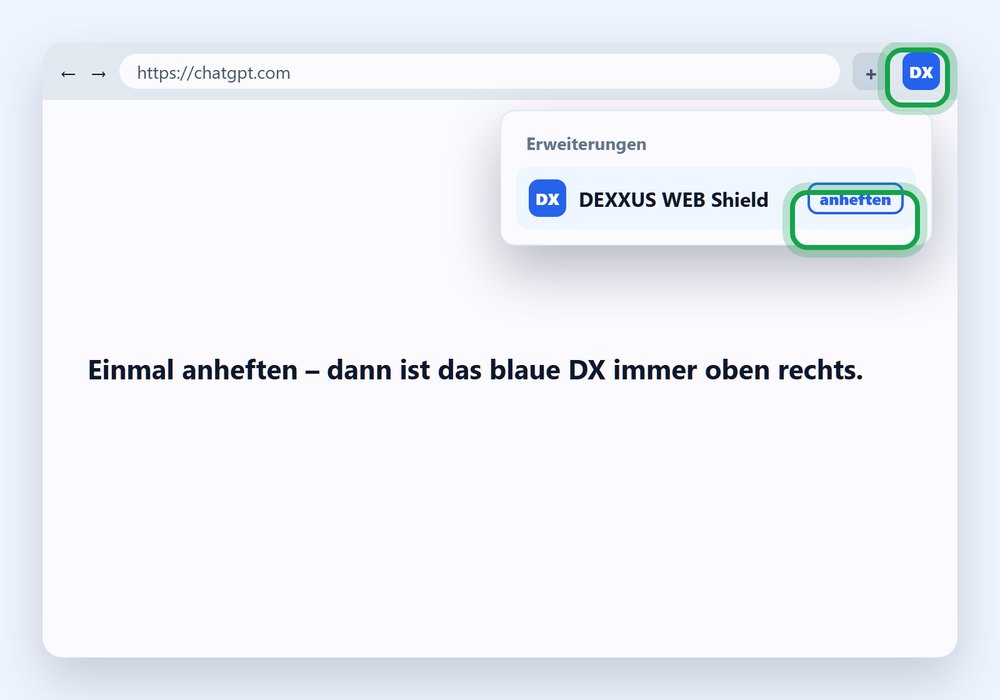 ← → https://chatgpt.com + DX
Erweiterungen
DX DEXXUS WEB Shield anheften
Einmal anheften – dann ist das blaue DX immer oben rechts.